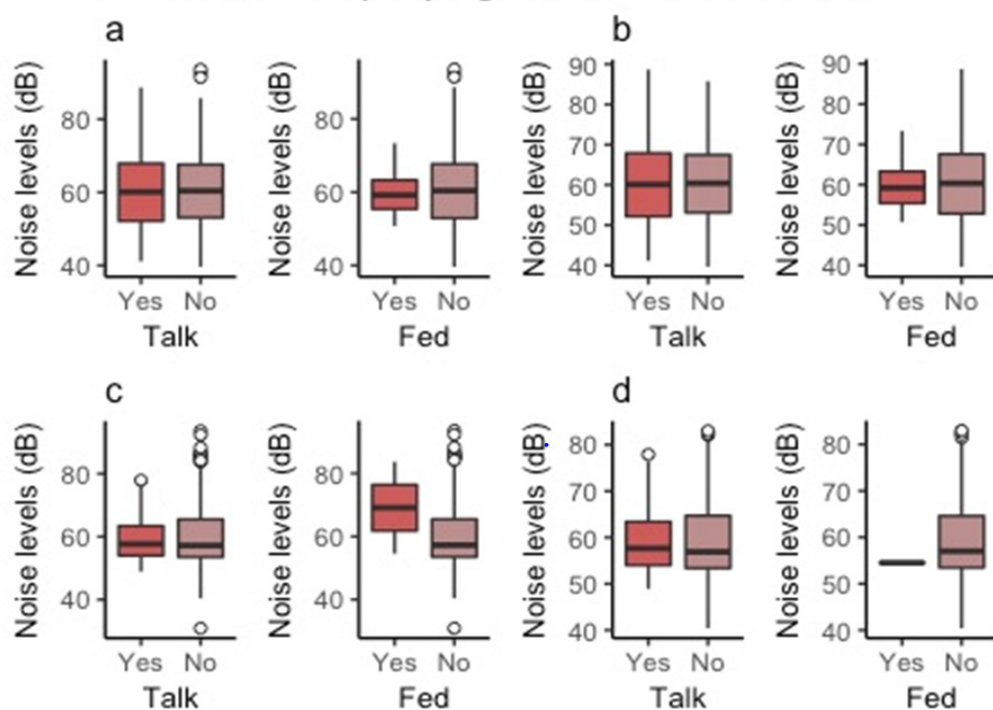 a
Noise levels (dB)
80
60
40
Yes No
Talk
Noise levels (dB)
80
60
40
Yes No
Fed
b
Noise levels (dB)
90
80
70
60
50
40
Yes No
Talk
Noise levels (dB)
90
80
70
60
50
40
Yes No
Fed
c
Noise levels (dB)
80
60
40
Yes No
Talk
Noise levels (dB)
80
60
40
Yes No
Fed
d
Noise levels (dB)
80
70
60
50
40
Yes No
Talk
Noise levels (dB)
80
70
60
50
40
Yes No
Fed